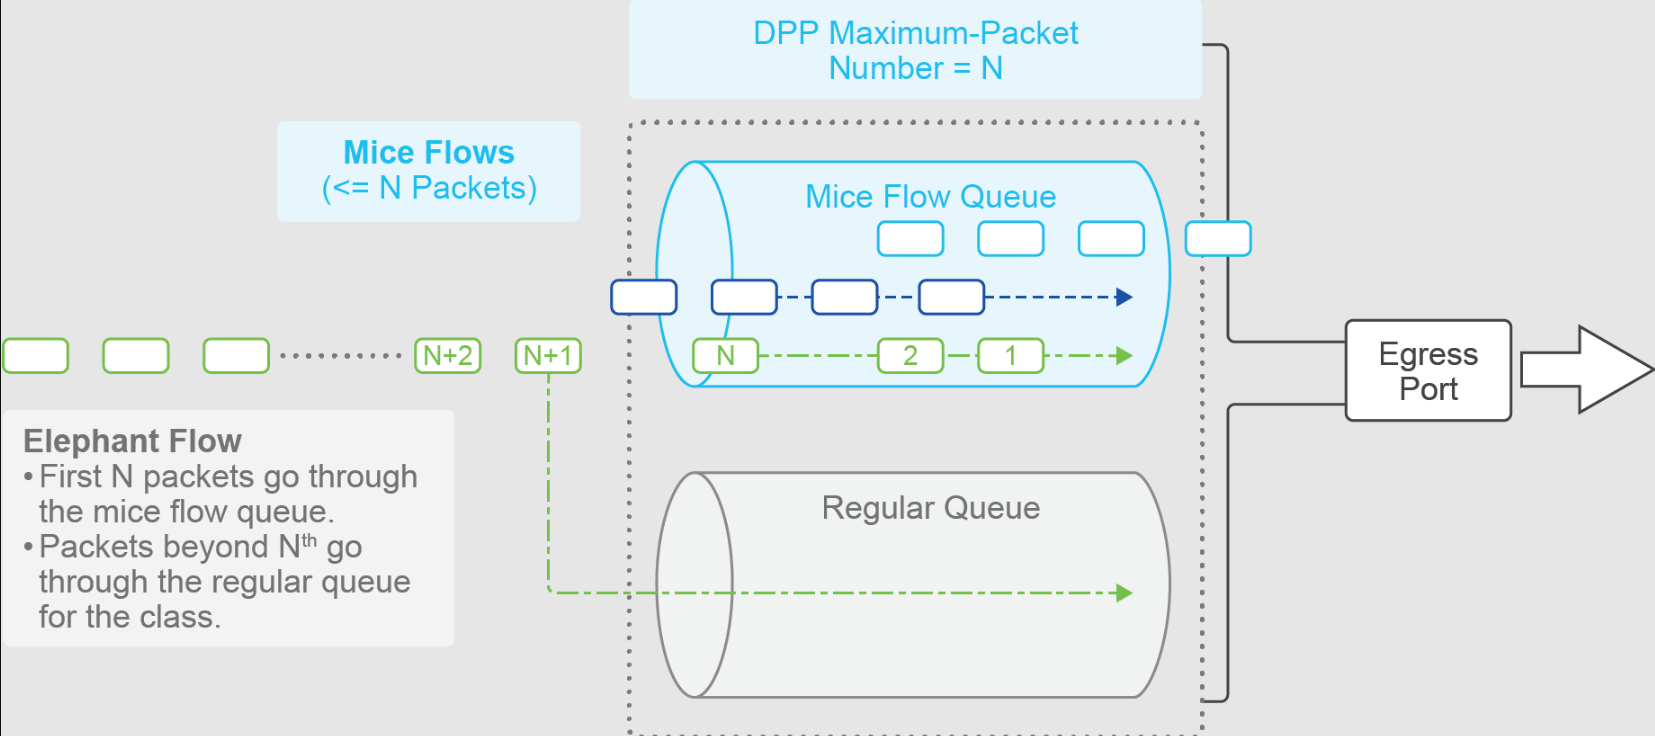 DPP Maximum-Packet
Number = N
Mice Flows
(<= N Packets)
Mice Flow Queue
N+2
N+1
N
2
1
Egress
Port
Elephant Flow
• First N packets go through
the mice flow queue.
• Packets beyond Nth go
through the regular queue
for the class.
Regular Queue